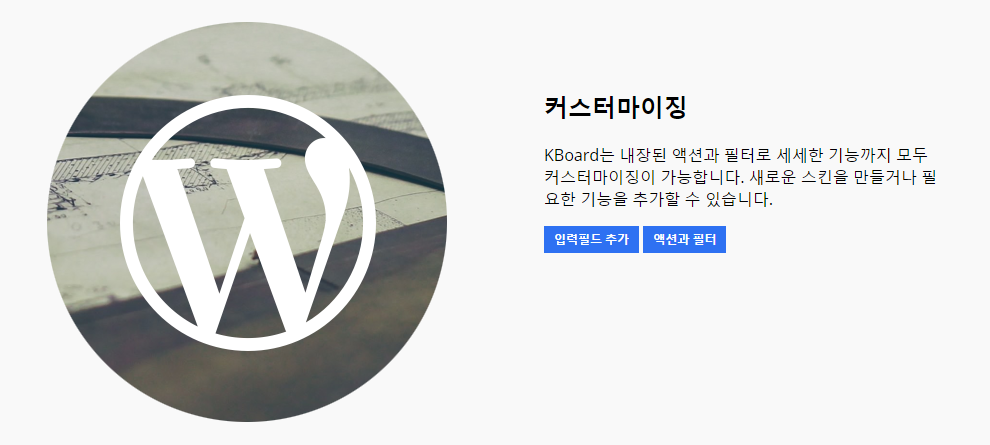 커스터마이징
KBoard는 내장된 액션과 필터로 세세한 기능까지 모두
커스터마이징이 가능합니다. 새로운 스킨을 만들거나 필
요한 기능을 추가할 수 있습니다.
입력필드 추가 액션과 필터